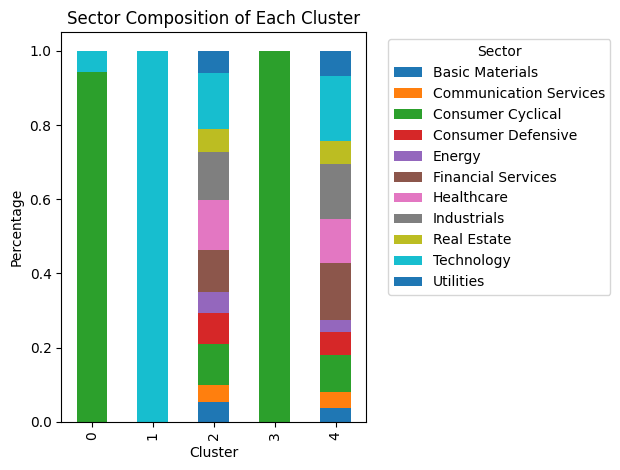 Sector Composition of Each Cluster
Percentage
1.0
0.8
0.6
0.4
0.2
0.0
0
1
2
3
4
Cluster
Sector
Basic Materials
Communication Services
Consumer Cyclical
Consumer Defensive
Energy
Financial Services
Healthcare
Industrials
Real Estate
Technology
Utilities